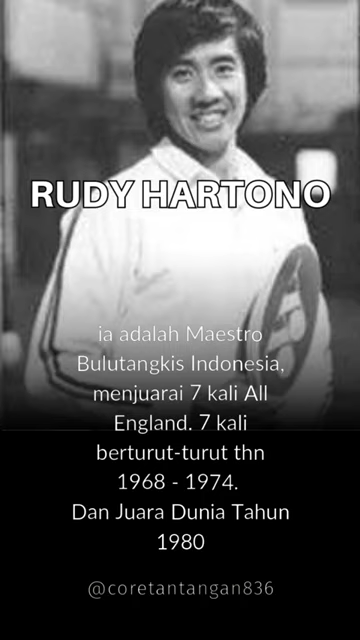 RUDY HARTONO
ia adalah Maestro
Bulutangkis Indonesia,
menjuarai 7 kali All
England. 7 kali
berturut-turut thn
1968 - 1974.
Dan Juara Dunia Tahun
1980
@coretantangan836